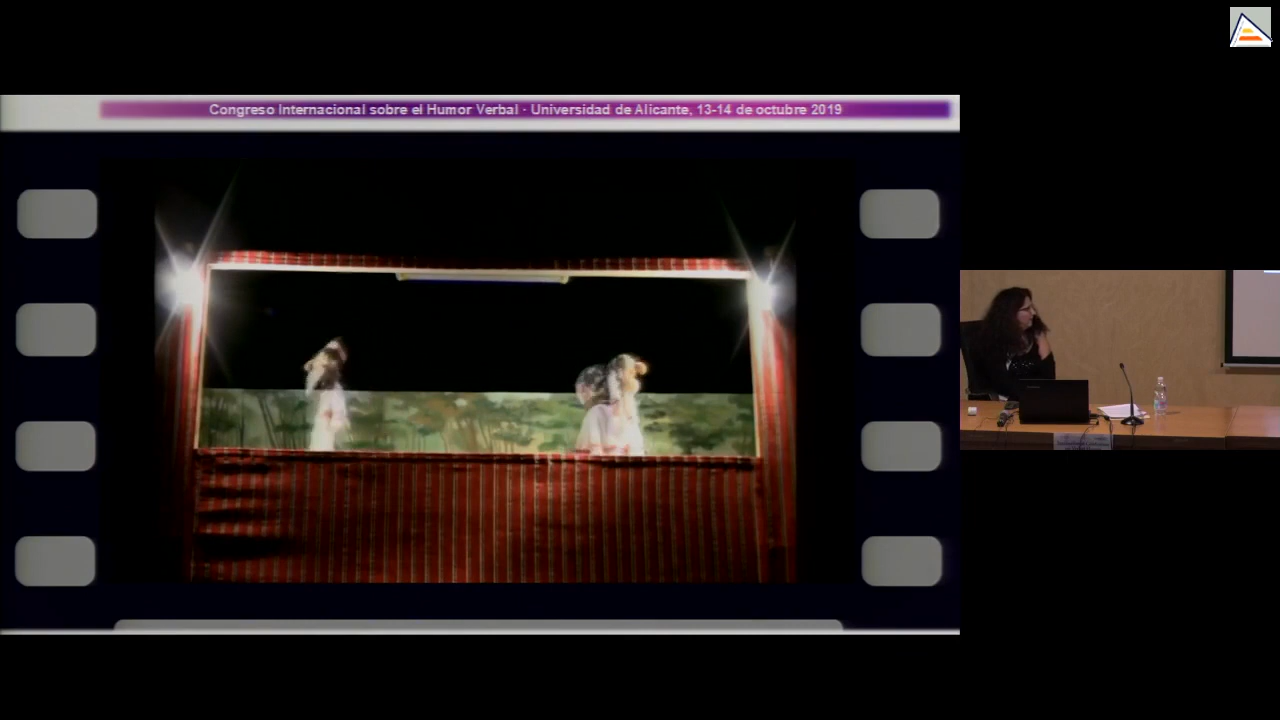 Congreso Internacional sobre el Humor Verbal · Universidad de Alicante, 13-14 de octubre 2019